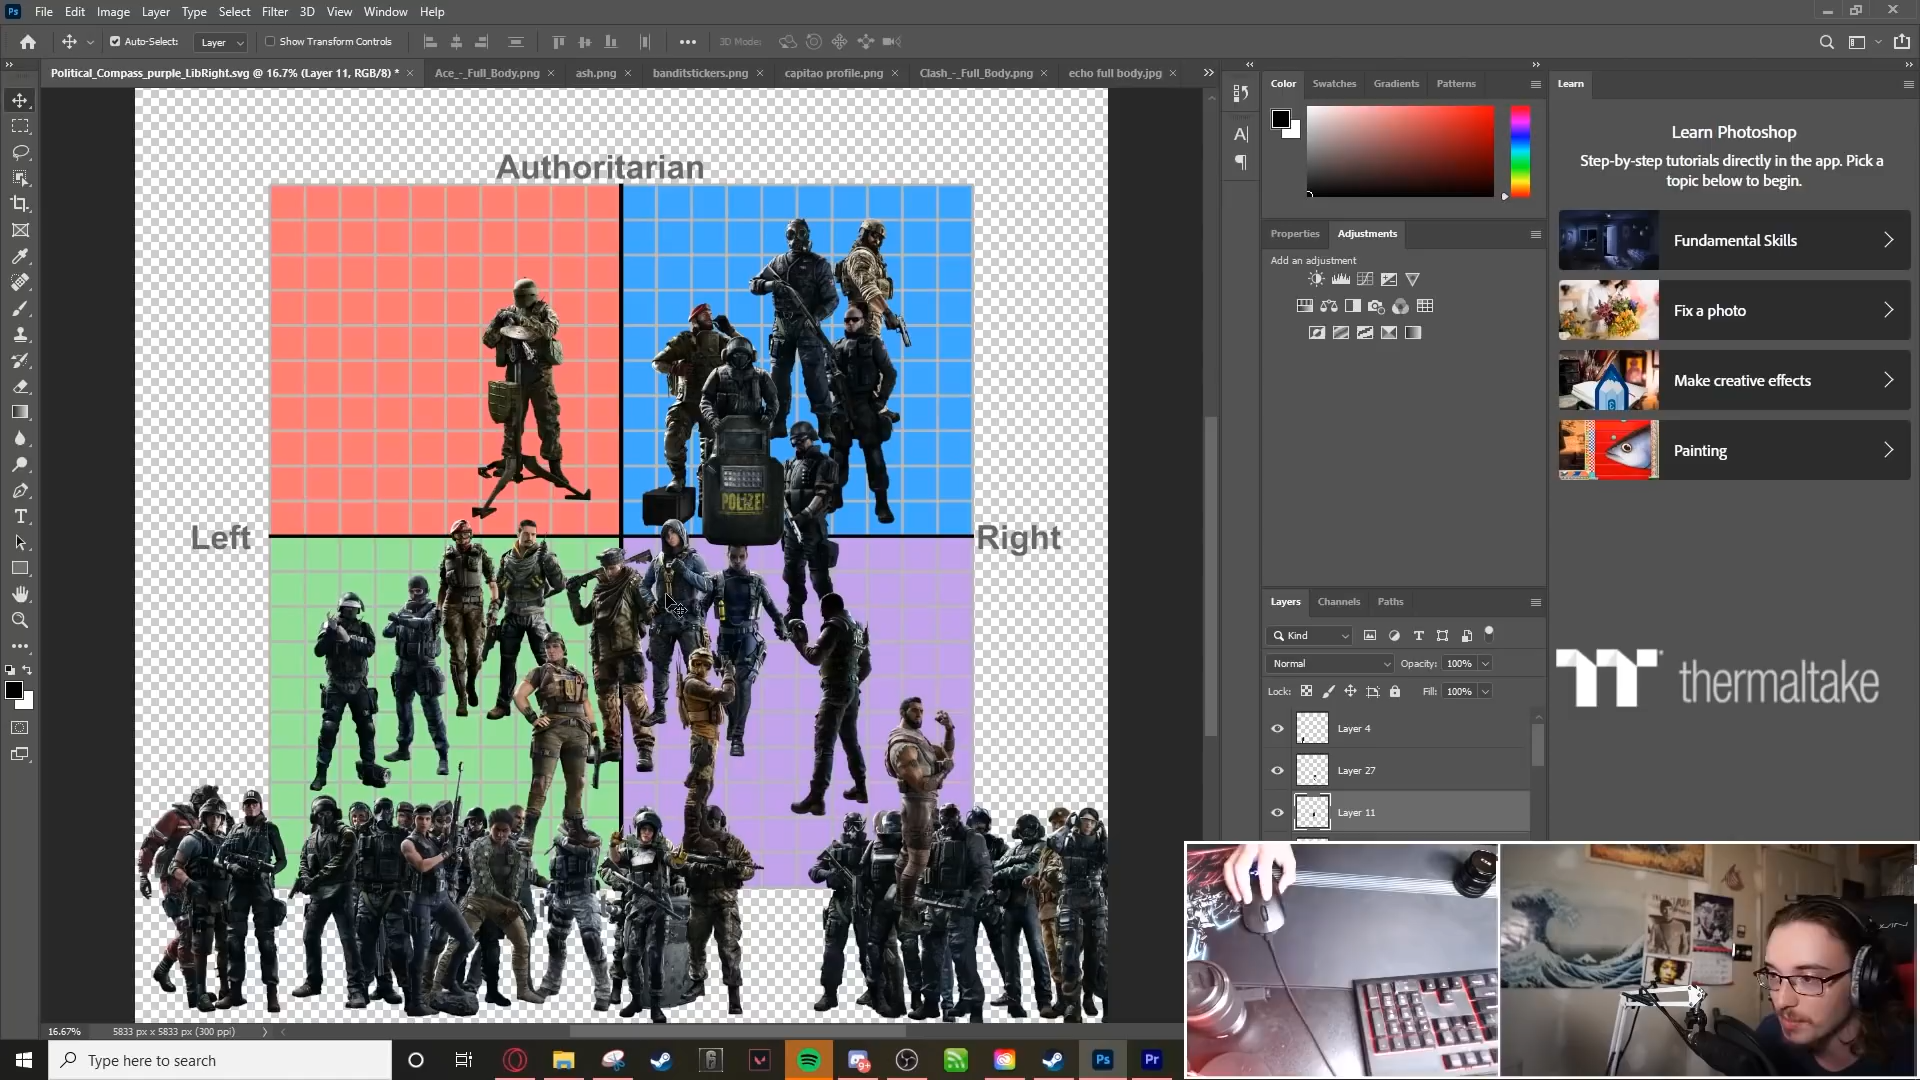 Ps File Edit Image Layer Type Select Filter 3D View Window Help
Auto-Select: Layer Show Transform Controls 3D Mode:
Political_Compass_purple_LibRight.svg @ 16.7% (Layer 11, RGB/8) * Ace_-_Full_Body.png ash.png banditstickers.png capitao profile.png Clash_-_Full_Body.png echo full body.jpg
Color Swatches Gradients Patterns
Learn
Learn Photoshop
Step-by-step tutorials directly in the app. Pick a
topic below to begin.
Fundamental Skills
Fix a photo
Make creative effects
Painting
Properties Adjustments
Add an adjustment
Authoritarian
POLIZEI
Left
Right
Layers Channels Paths
Kind
Normal Opacity: 100%
Lock: Fill: 100%
Layer 4
Layer 27
Layer 11
thermaltake
16.67% 5833 px x 5833 px (300 ppi)
Type here to search
Ps Pr